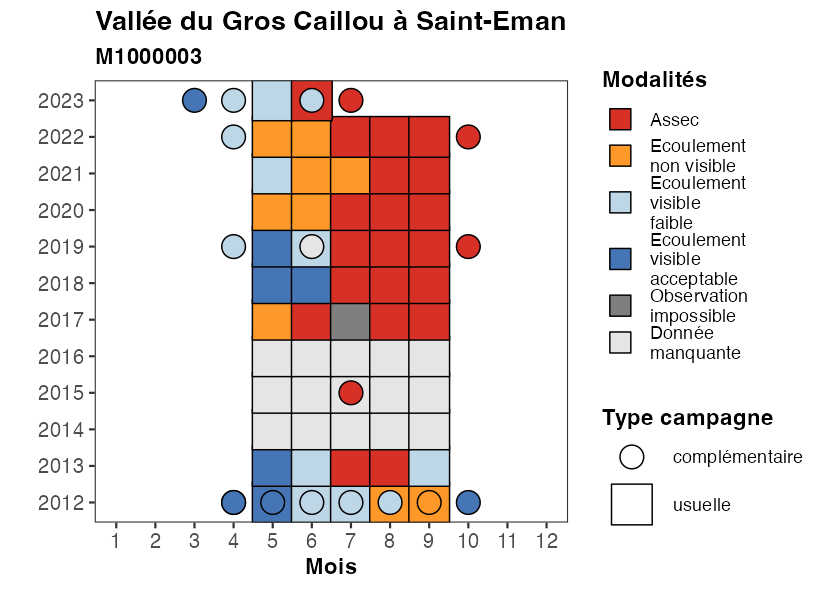 Vallée du Gros Caillou à Saint-Eman
M1000003
2023
2022
2021
2020
2019
2018
2017
2016
2015
2014
2013
2012
1 2 3 4 5 6 7 8 9 10 11 12
Mois
Modalités
Assec
Ecoulement
non visible
Ecoulement
visible
faible
Ecoulement
visible
acceptable
Observation
impossible
Donnée
manquante
Type campagne
complémentaire
usuelle